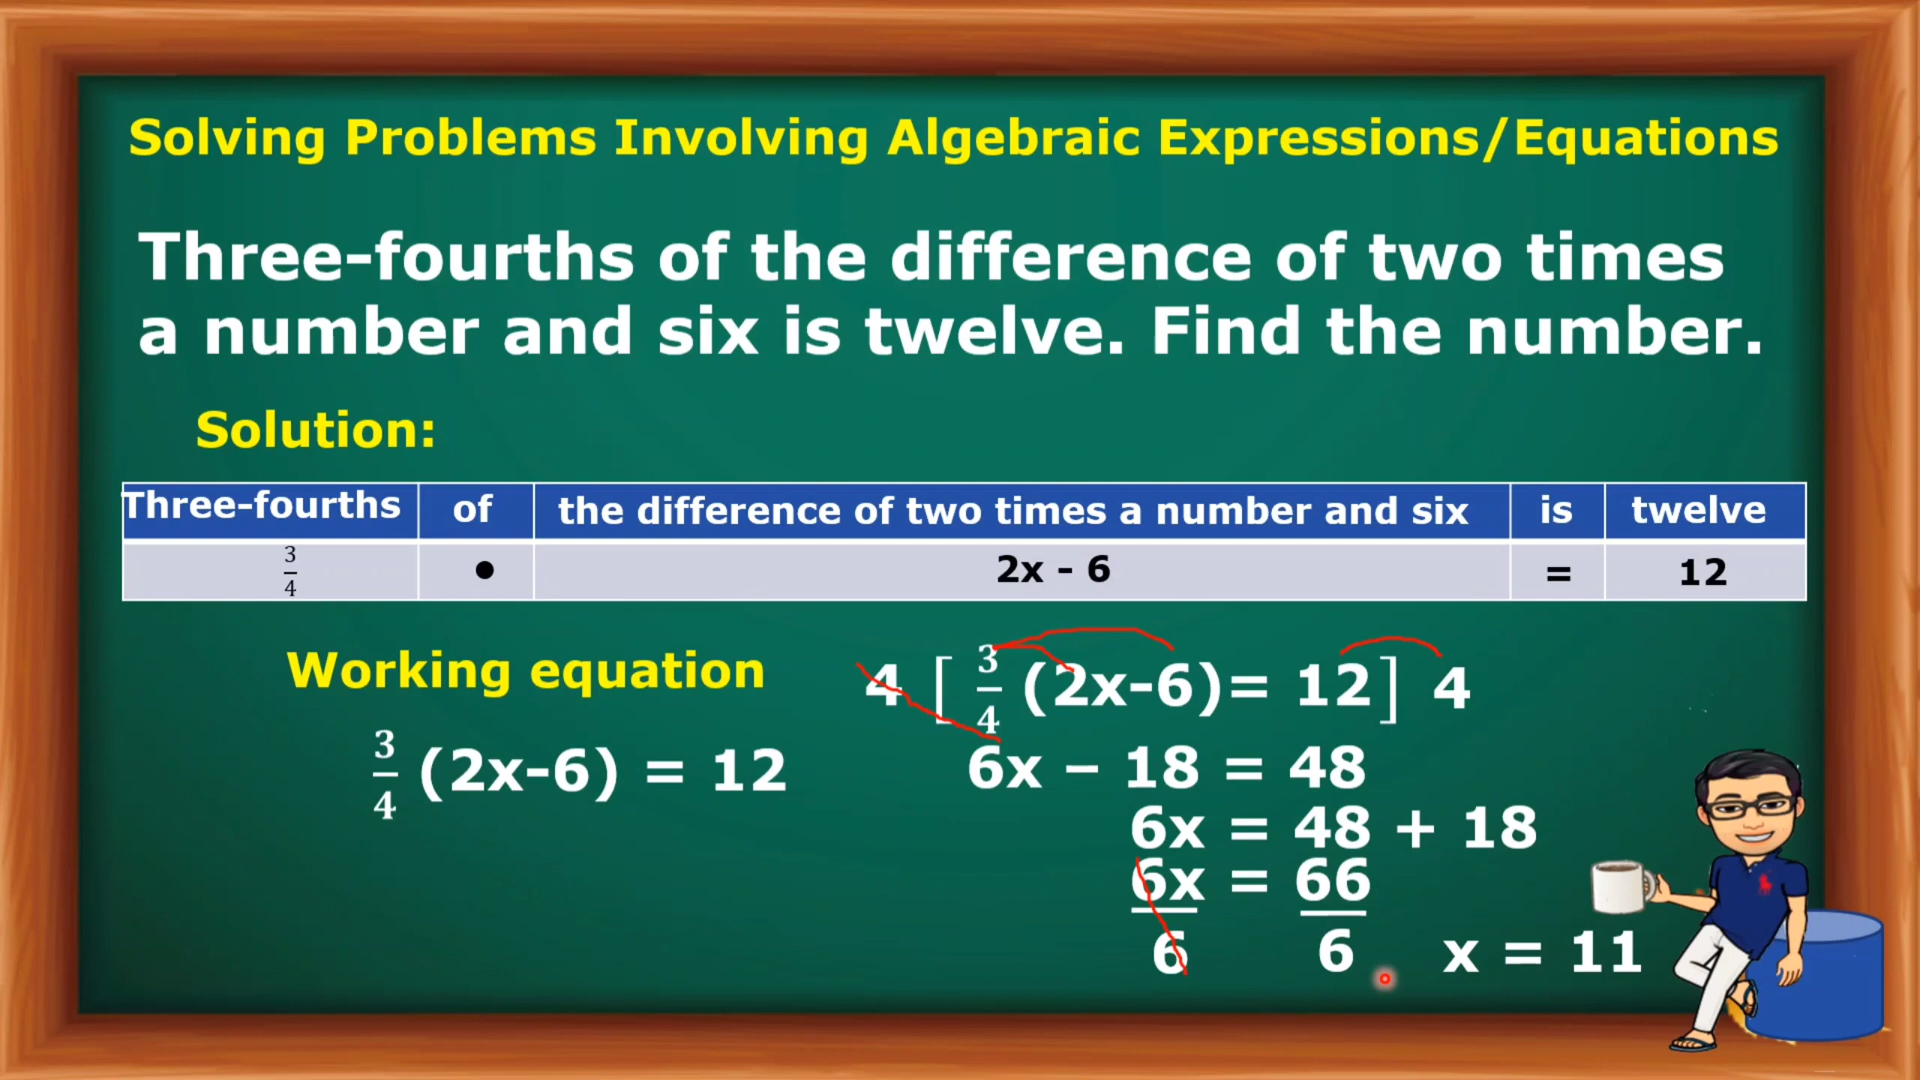 Solving Problems Involving Algebraic Expressions/Equations
Three-fourths of the difference of two times
a number and six is twelve. Find the number.
Solution:
Three-fourths of the difference of two times a number and six is twelve
3/4 • 2x - 6 = 12
Working equation
3/4 (2x-6) = 12
4 [ 3/4 (2x-6)= 12] 4
6x – 18 = 48
6x = 48 + 18
6x = 66
6 6 x = 11